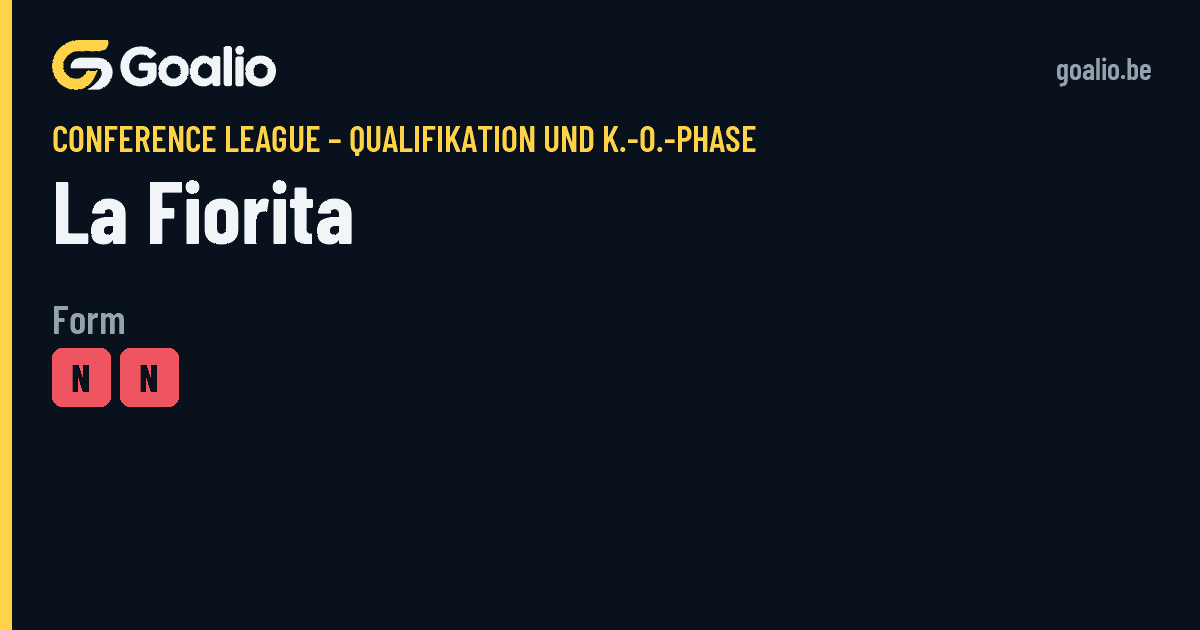 Goalio
goalio.be
CONFERENCE LEAGUE – QUALIFIKATION UND K.-O.-PHASE
La Fiorita
Form
N N